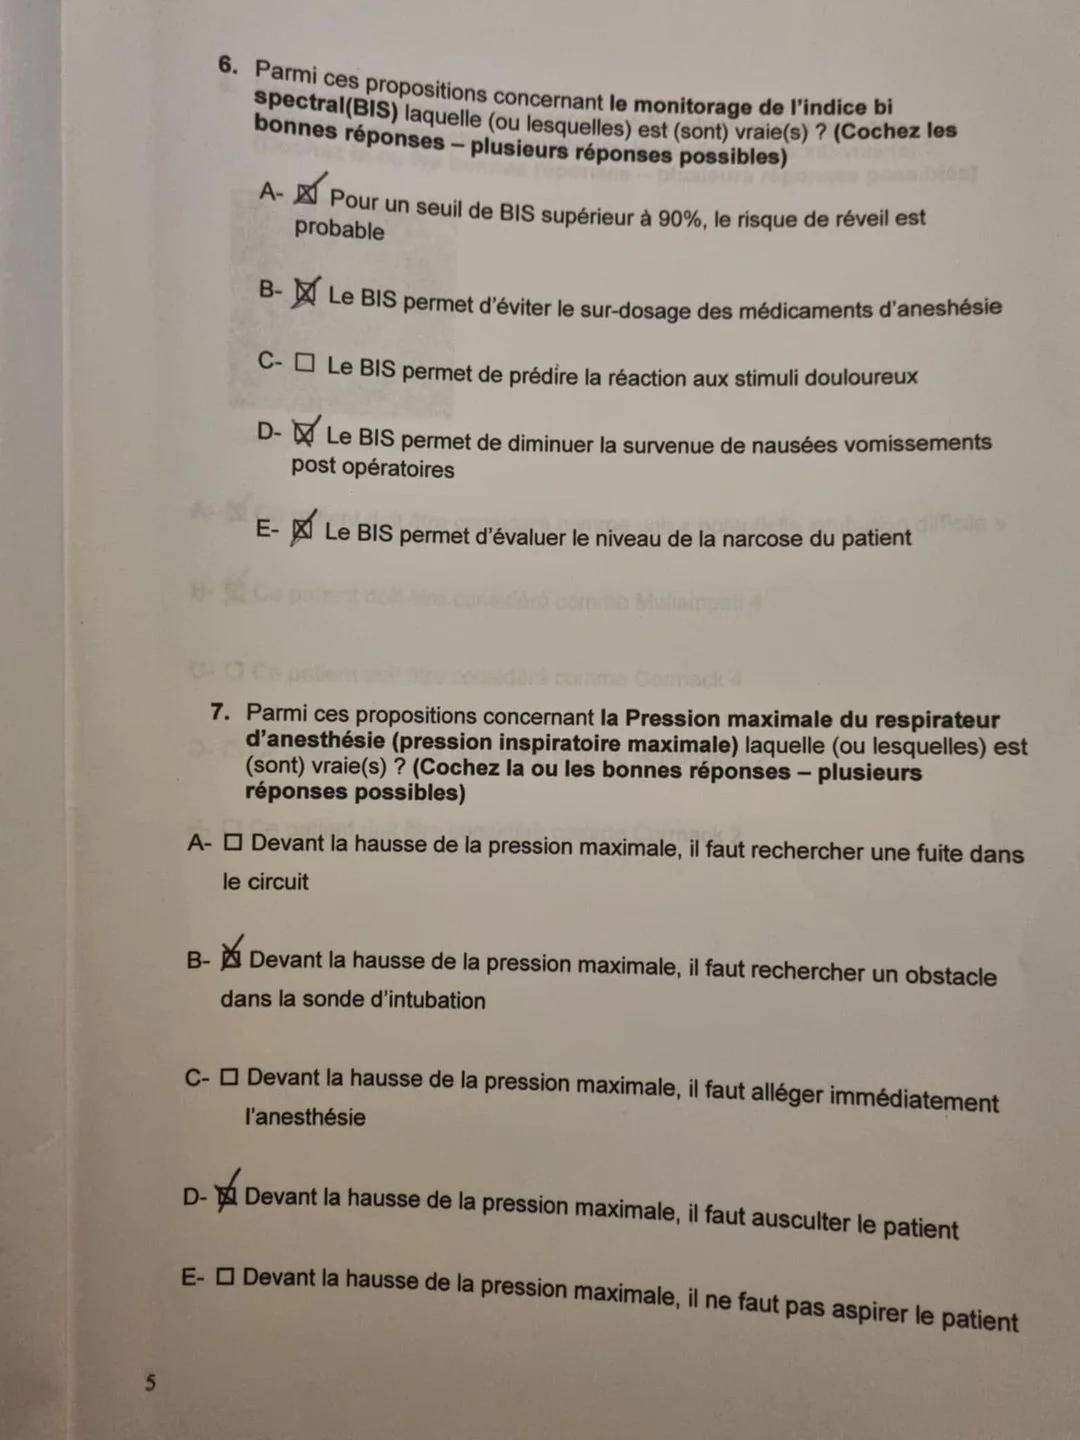 6. Parmi ces propositions concernant le monitorage de l'indice bi
spectral(BIS) laquelle (ou lesquelles) est (sont) vraie(s) ? (Cochez les
bonnes réponses – plusieurs réponses possibles)
A- ☒ Pour un seuil de BIS supérieur à 90%, le risque de réveil est
probable
B- ☒ Le BIS permet d'éviter le sur-dosage des médicaments d'aneshésie
C- ☐ Le BIS permet de prédire la réaction aux stimuli douloureux
D- ☒ Le BIS permet de diminuer la survenue de nausées vomissements
post opératoires
E- ☒ Le BIS permet d'évaluer le niveau de la narcose du patient
7. Parmi ces propositions concernant la Pression maximale du respirateur
d'anesthésie (pression inspiratoire maximale) laquelle (ou lesquelles) est
(sont) vraie(s) ? (Cochez la ou les bonnes réponses – plusieurs
réponses possibles)
A- ☐ Devant la hausse de la pression maximale, il faut rechercher une fuite dans
le circuit
B- ☒ Devant la hausse de la pression maximale, il faut rechercher un obstacle
dans la sonde d'intubation
C- ☐ Devant la hausse de la pression maximale, il faut alléger immédiatement
l'anesthésie
D- ☒ Devant la hausse de la pression maximale, il faut ausculter le patient
E- ☐ Devant la hausse de la pression maximale, il ne faut pas aspirer le patient
5